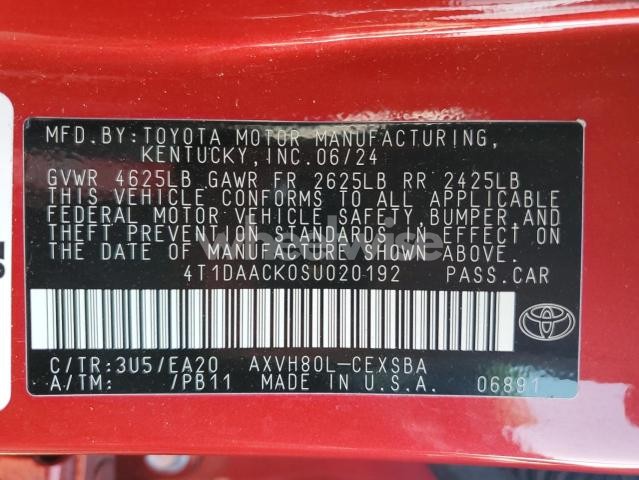 MFD.BY:TOYOTA MOTOR MANUFACTURING,
KENTUCKY, INC.06/24
GVWR 4625LB GAWR FR 2625LB RR 2425LB
THIS VEHICLE CONFORMS TO ALL APPLICABLE
FEDERAL MOTOR VEHICLE SAFETY, BUMPER,AND
THEFT PREVENTION STANDARDS IN EFFECT ON
THE DATE OF MANUFACTURE SHOWN ABOVE.
wheelwise
4T1DAACK0SU020192 PASS.CAR
C/TR:3U5/EA20 AXVH80L-CEXSBA
A/TM: /PB11 MADE IN U.S.A. 06891